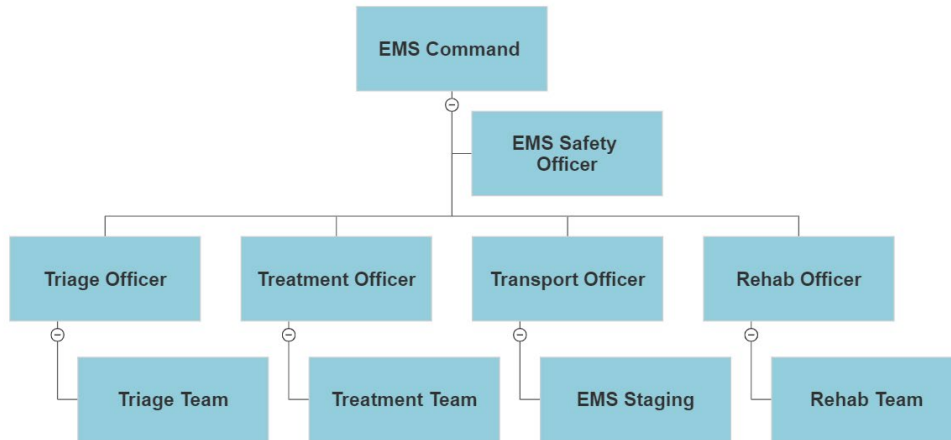 EMS Command
EMS Safety
Officer
Triage Officer
Treatment Officer
Transport Officer
Rehab Officer
Triage Team
Treatment Team
EMS Staging
Rehab Team